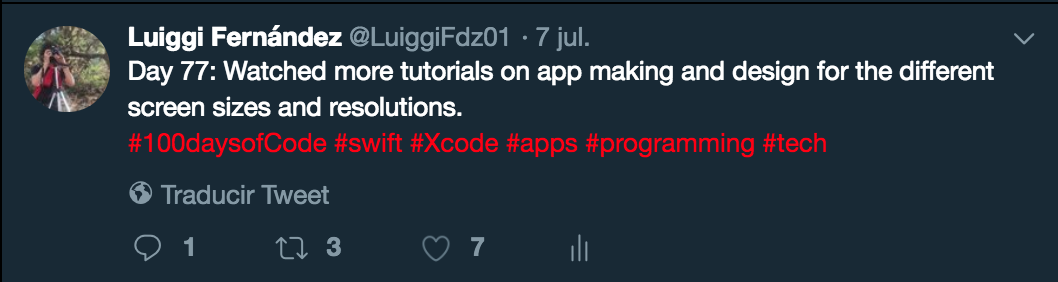 Luiggi Fernández @LuiggiFdz01 · 7 jul.
Day 77: Watched more tutorials on app making and design for the different
screen sizes and resolutions.
#100daysofCode #swift #Xcode #apps #programming #tech
Traducir Tweet
1 3 7